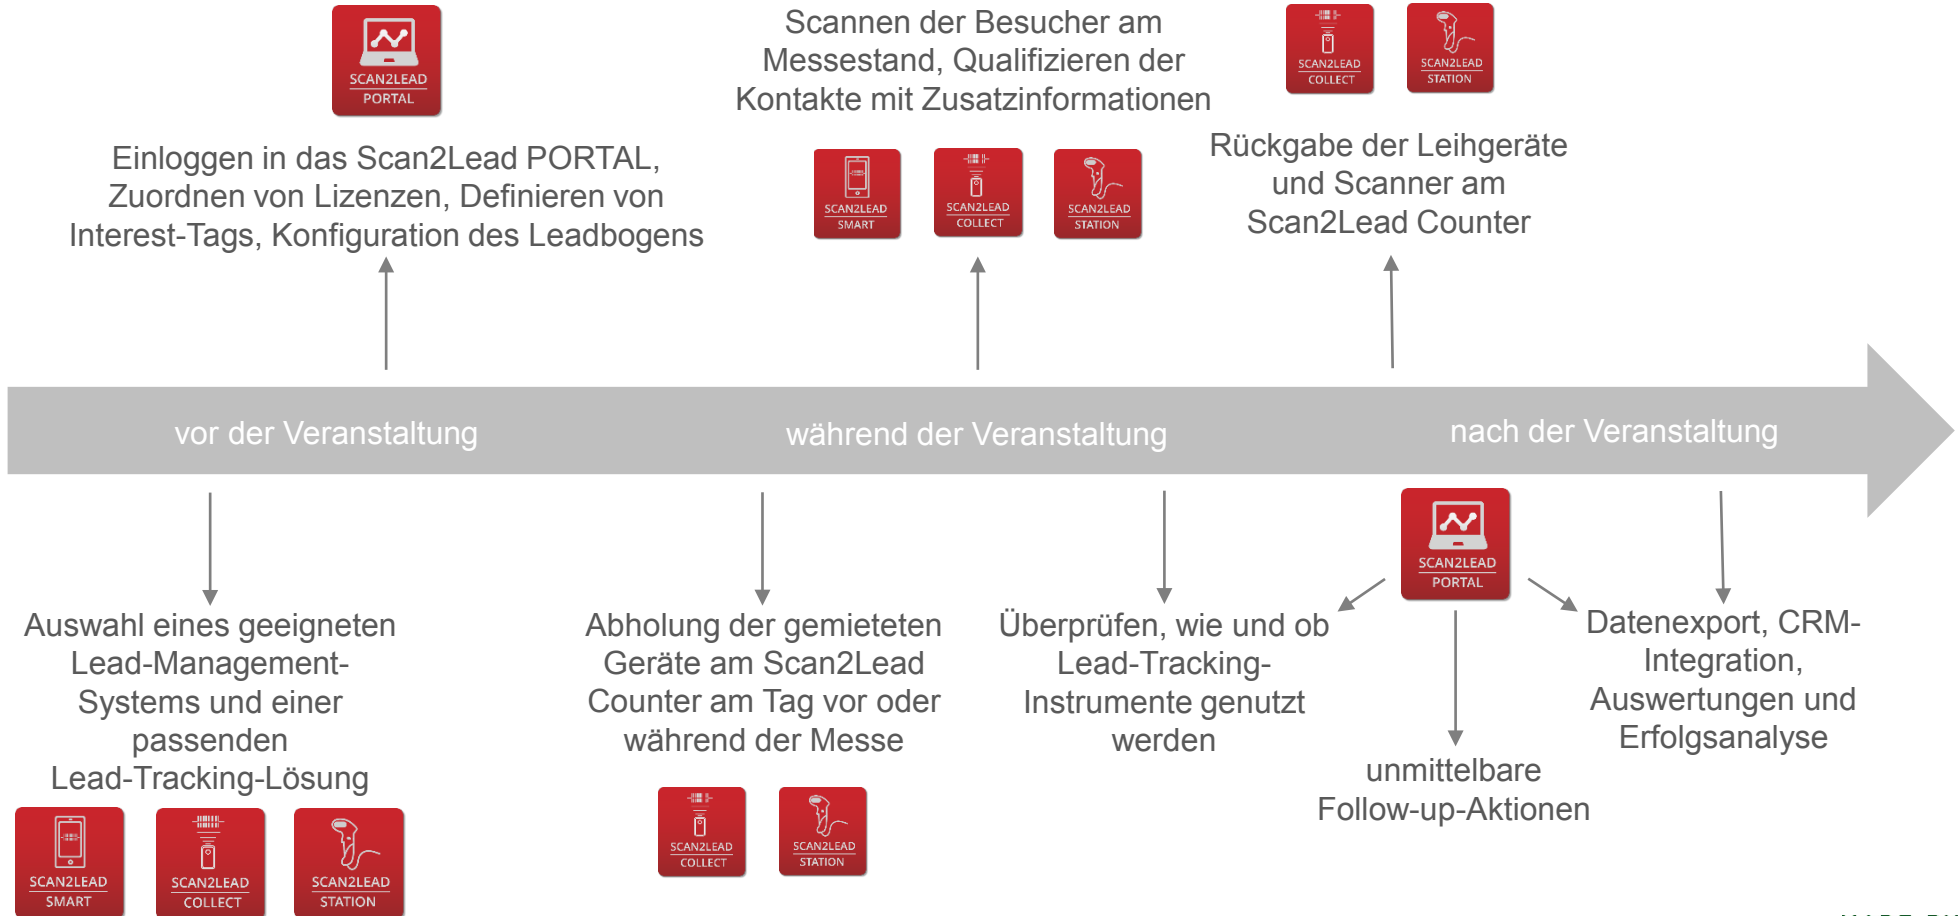 SCAN2LEAD
PORTAL
Einloggen in das Scan2Lead PORTAL,
Zuordnen von Lizenzen, Definieren von
Interest-Tags, Konfiguration des Leadbogens
Scannen der Besucher am
Messestand, Qualifizieren der
Kontakte mit Zusatzinformationen
SCAN2LEAD
SMART
SCAN2LEAD
COLLECT
SCAN2LEAD
STATION
SCAN2LEAD
COLLECT
SCAN2LEAD
STATION
Rückgabe der Leihgeräte
und Scanner am
Scan2Lead Counter
vor der Veranstaltung
während der Veranstaltung
nach der Veranstaltung
Auswahl eines geeigneten
Lead-Management-
Systems und einer
passenden
Lead-Tracking-Lösung
SCAN2LEAD
SMART
SCAN2LEAD
COLLECT
SCAN2LEAD
STATION
Abholung der gemieteten
Geräte am Scan2Lead
Counter am Tag vor oder
während der Messe
SCAN2LEAD
COLLECT
SCAN2LEAD
STATION
Überprüfen, wie und ob
Lead-Tracking-
Instrumente genutzt
werden
SCAN2LEAD
PORTAL
unmittelbare
Follow-up-Aktionen
Datenexport, CRM-
Integration,
Auswertungen und
Erfolgsanalyse